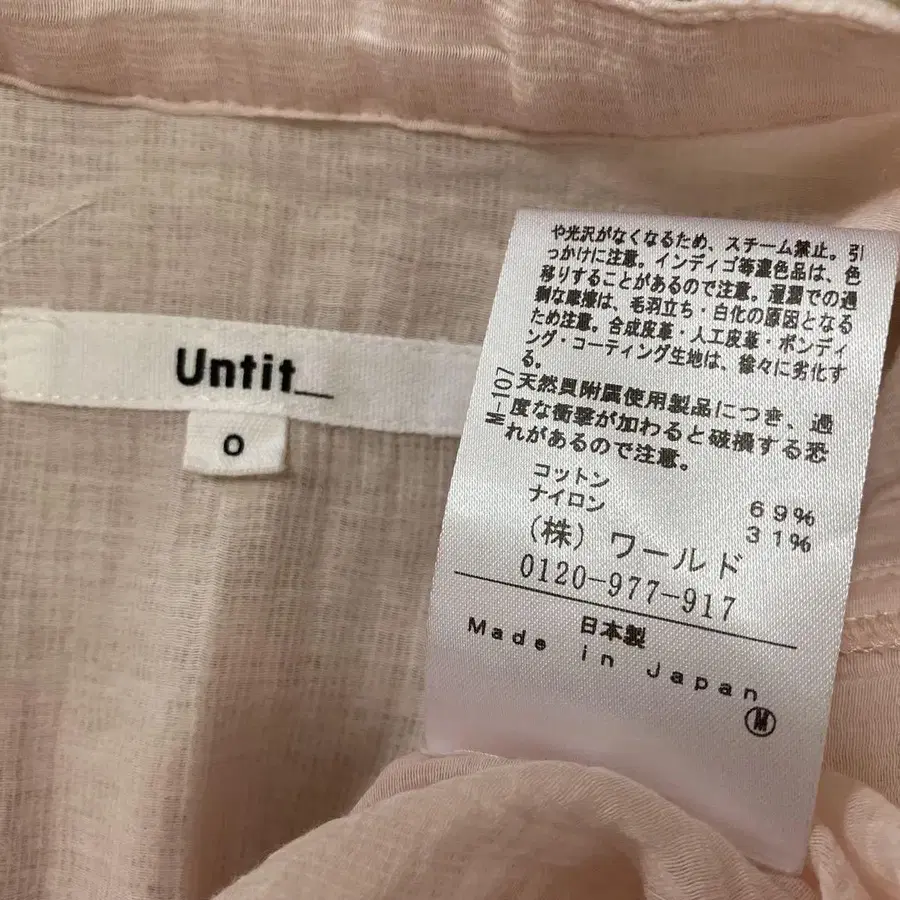 Untit_
0
や光沢がなくなるため、スチーム禁止。引
っかけに注意。インディゴ等濃色品は、色
移りすることがあるので注意。湿潤での過
剰な摩擦は、毛羽立ち・白化の原因となる
ため注意。合成皮革・人工皮革・ボンディ
ング・コーティング生地は、徐々に劣化す
る。
M-107
天然貝附属使用製品につき、過
度な衝撃が加わると破損する恐
れがあるので注意。
コットン 69%
ナイロン 31%
(株) ワールド
0120-977-917
日本製
Made in Japan
M